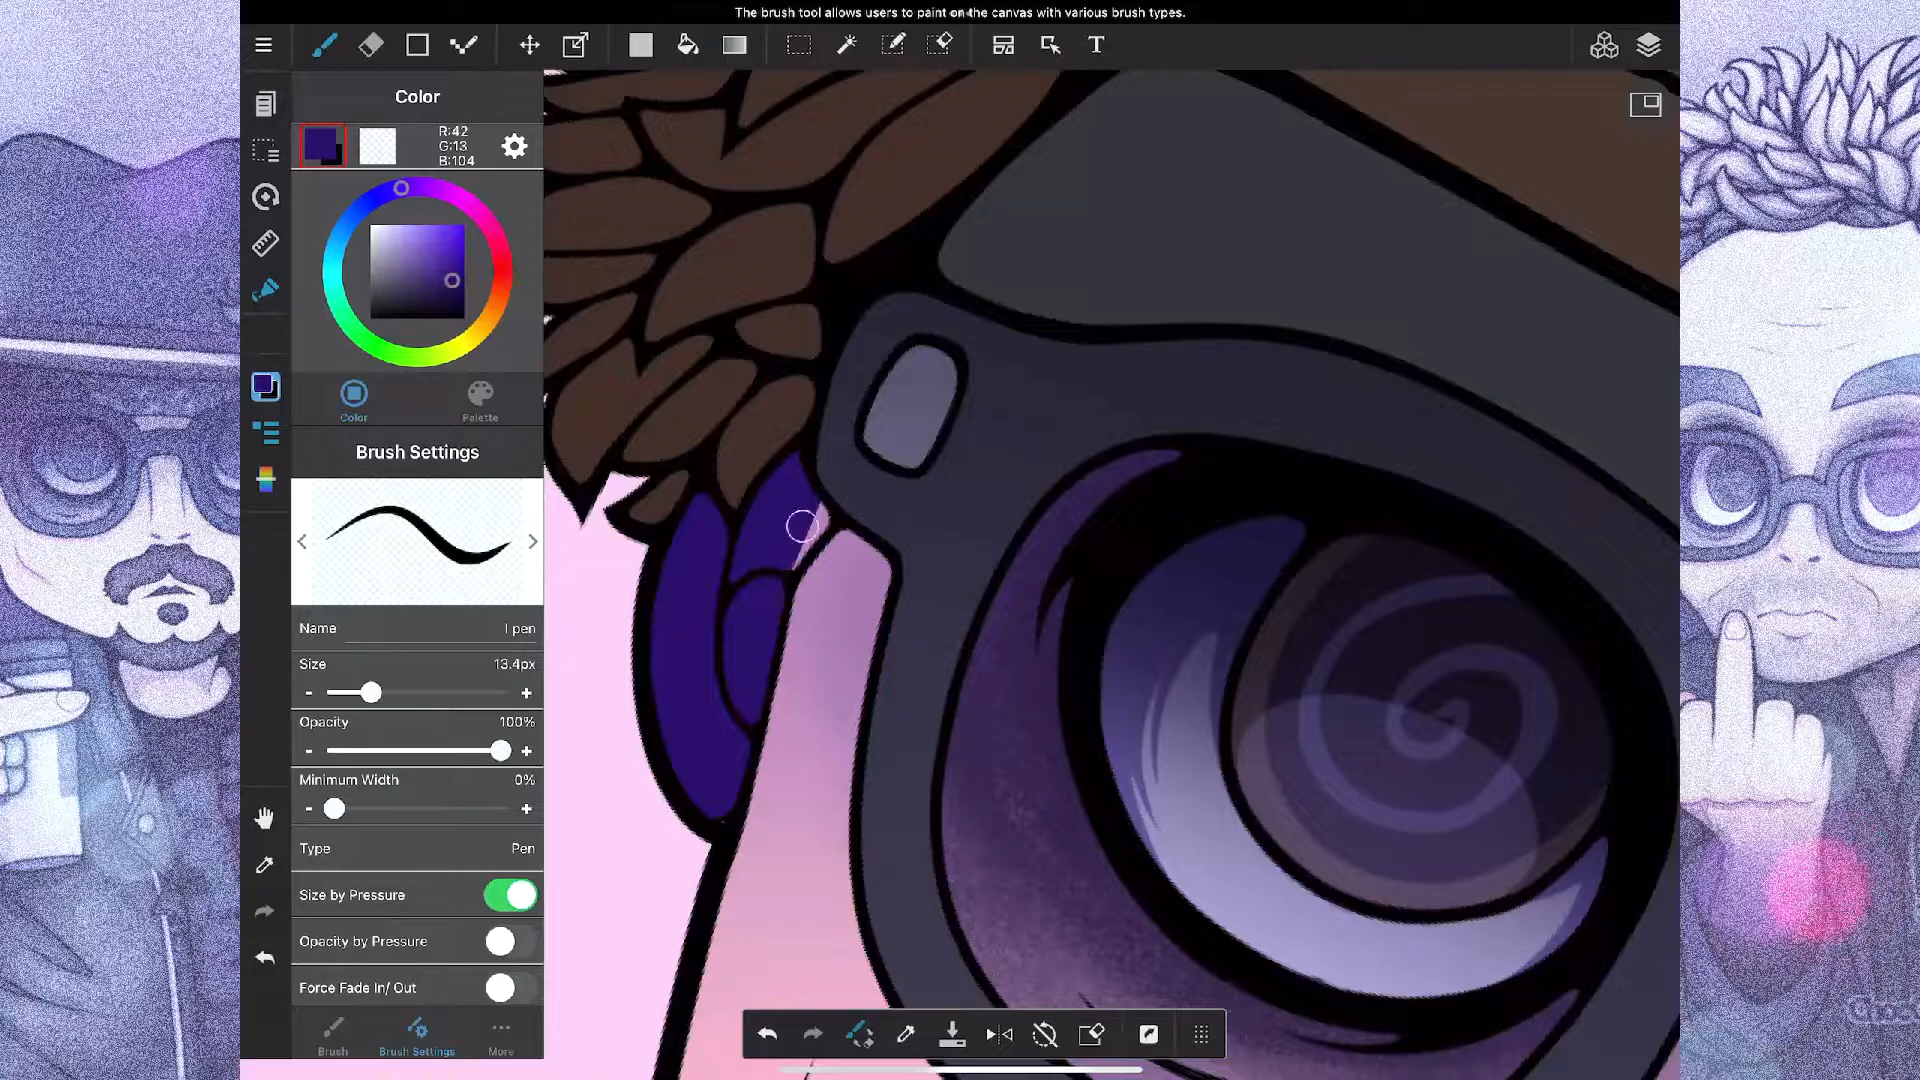 The brush tool allows users to paint on the canvas with various brush types.
T
Color
R:42
G:13
B:104
Color
Palette
Brush Settings
Name
I pen
Size
13.4px
-
+
Opacity
100%
-
+
Minimum Width
0%
-
+
Type
Pen
Size by Pressure
Opacity by Pressure
Force Fade In/ Out
Brush
Brush Settings
More